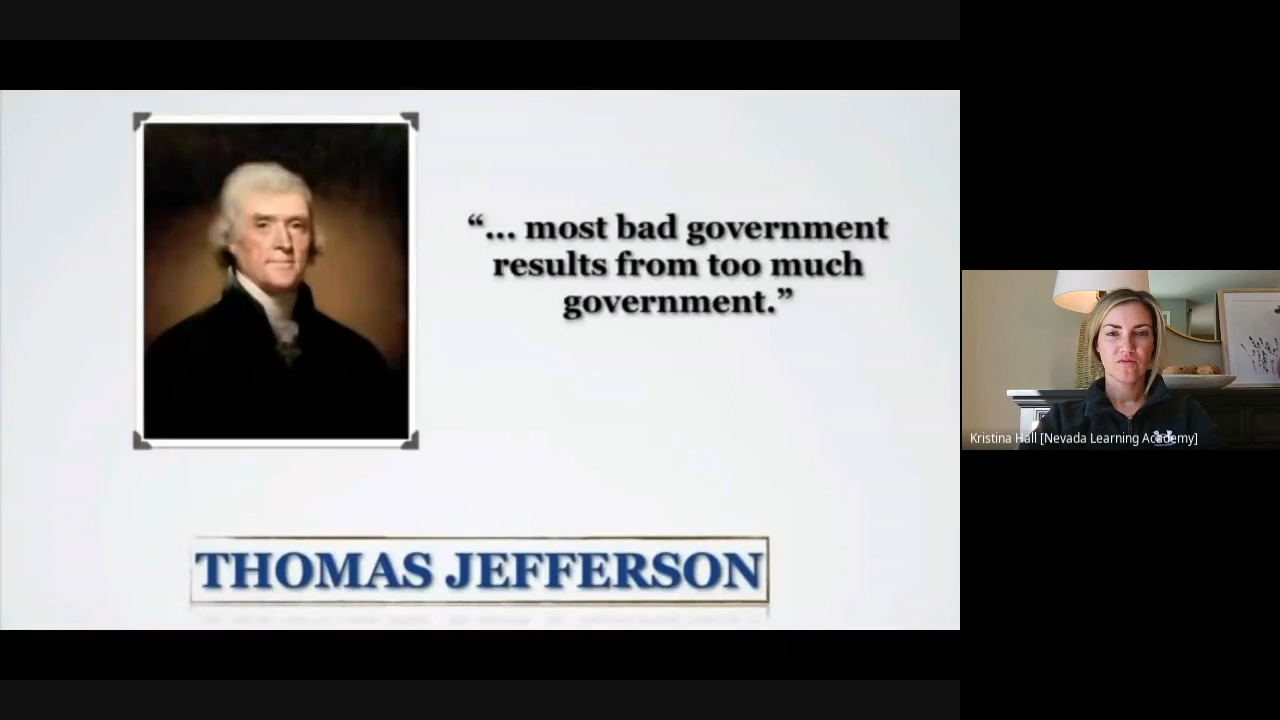 “... most bad government
results from too much
government.”
THOMAS JEFFERSON
Kristina Hall [Nevada Learning Academy]